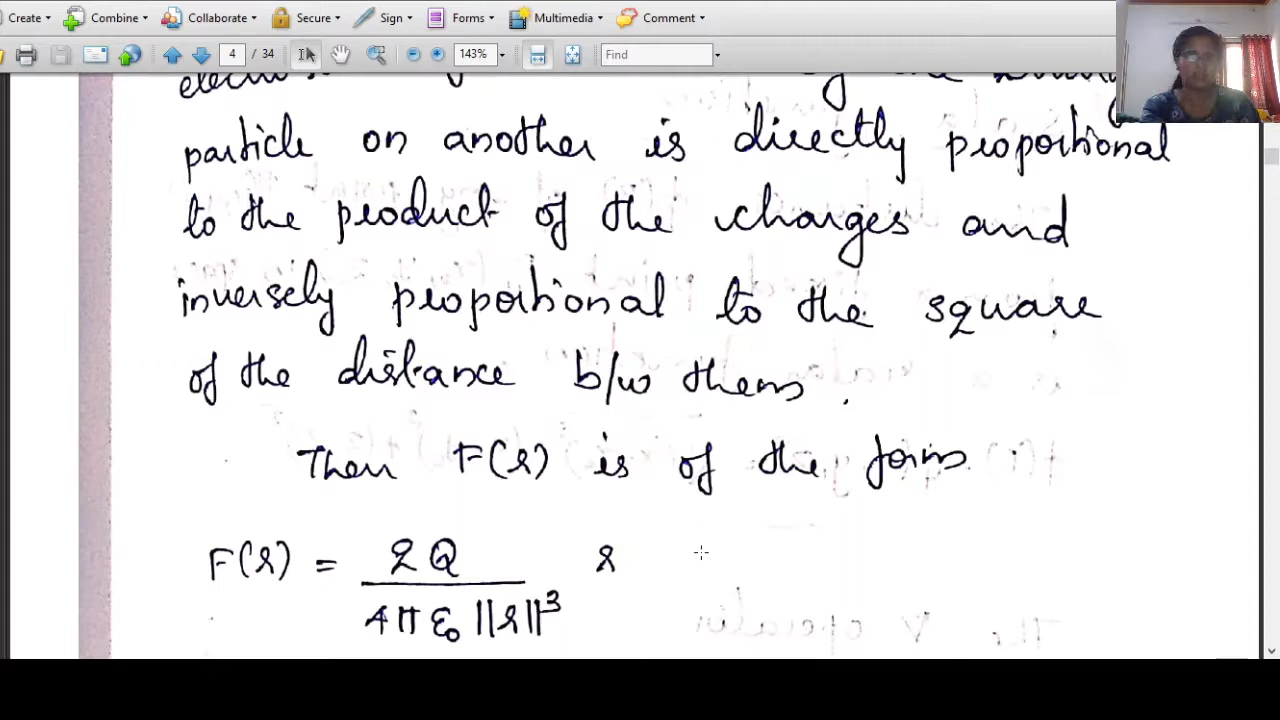 Create Combine Collaborate Secure Sign Forms Multimedia Comment
4 / 34 143% Find
particle on another is directly proportional
to the product of the charges and
inversely proportional to the square
of the distance b/w them.
Then F(r) is of the form
F(r) = qQ / 4πε₀ ||r||³ r